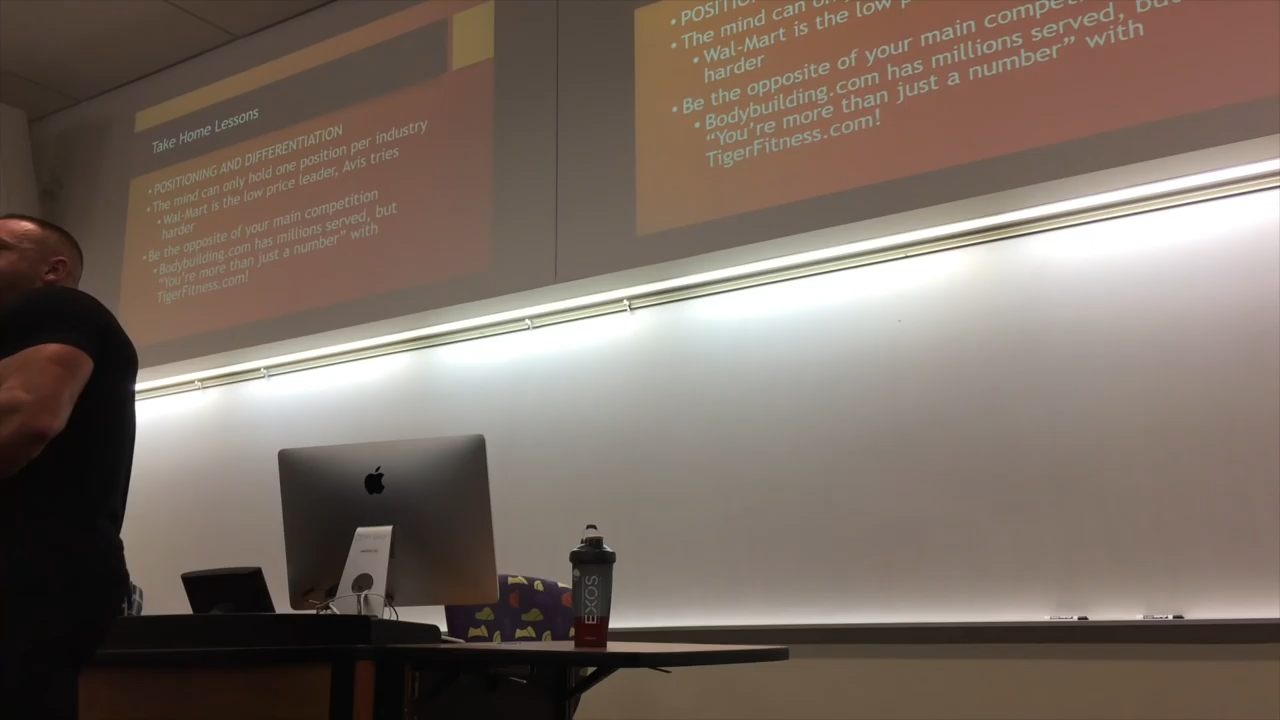 Take Home Lessons
• POSITIONING AND DIFFERENTIATION
• The mind can only hold one position per industry
• Wal-Mart is the low price leader, Avis tries
harder
• Be the opposite of your main competition
• Bodybuilding.com has millions served, but
"You're more than just a number" with
TigerFitness.com!
• POSITIO
• The mind can only
• Wal-Mart is the low p
harder
• Be the opposite of your main competi
• Bodybuilding.com has millions served, but
"You're more than just a number" with
TigerFitness.com!
EXOS